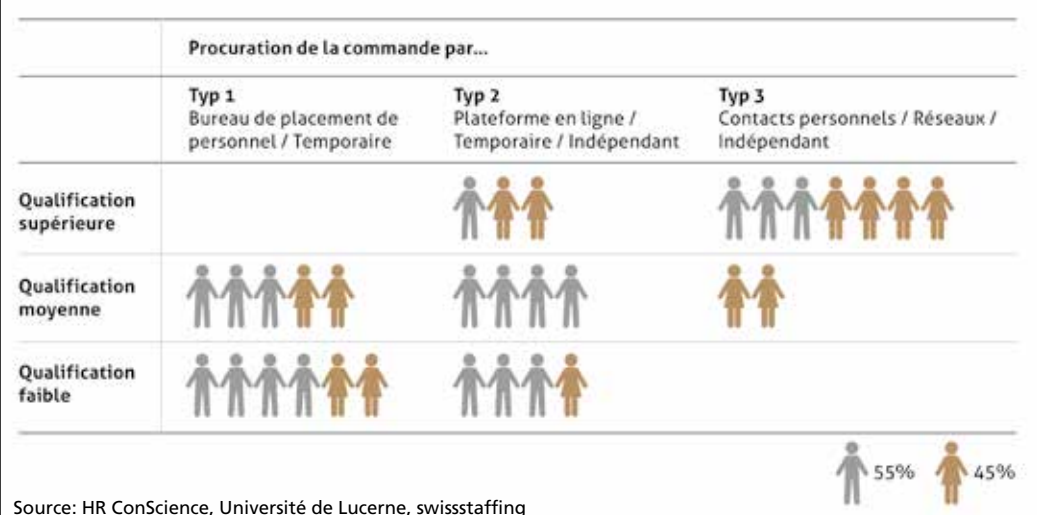 Procuration de la commande par...
Typ 1
Bureau de placement de
personnel / Temporaire
Typ 2
Plateforme en ligne /
Temporaire / Indépendant
Typ 3
Contacts personnels / Réseaux /
Indépendant
Qualification
supérieure
Qualification
moyenne
Qualification
faible
55%
45%
Source: HR ConScience, Université de Lucerne, swissstaffing